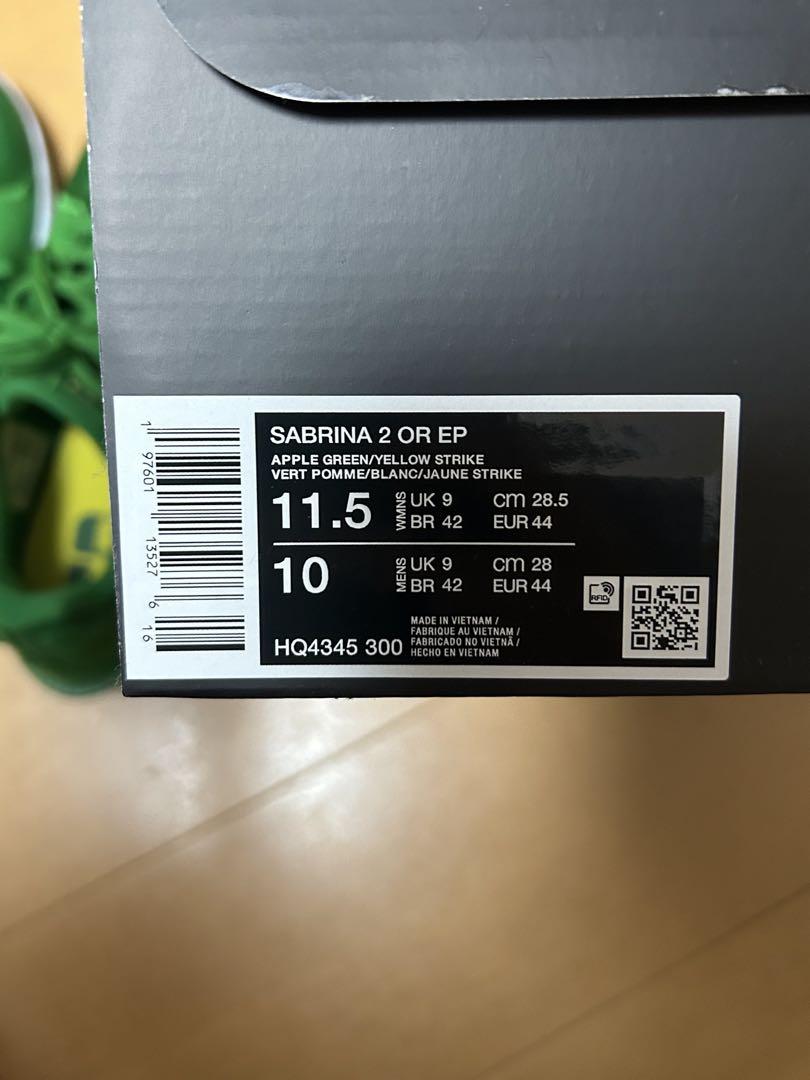 SABRINA 2 OR EP
APPLE GREEN/YELLOW STRIKE
VERT POMME/BLANC/JAUNE STRIKE
11.5 WMNS UK 9 cm 28.5
BR 42 EUR 44
10 MENS UK 9 cm 28
BR 42 EUR 44
RFID
HQ4345 300
MADE IN VIETNAM /
FABRIQUE AU VIETNAM /
FABRICADO NO VIETNÃ /
HECHO EN VIETNAM
1 97601 13527 6 16